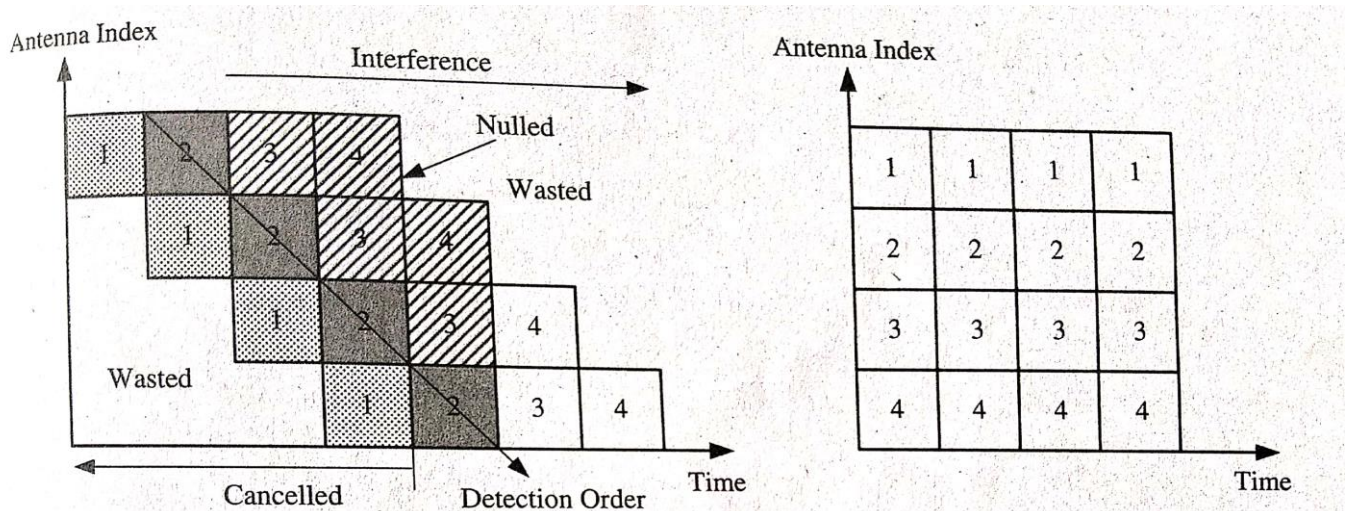 Antenna Index
Interference
Nulled
Wasted
1 2 3 4
1 2 3 4
1 2 3 4
1 2 3 4
Wasted
Cancelled
Detection Order
Time
Antenna Index
1 1 1 1
2 2 2 2
3 3 3 3
4 4 4 4
Time